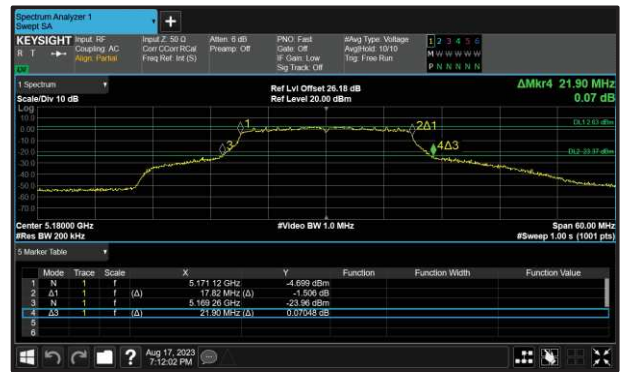 Spectrum Analyzer 1
Swept SA
KEYSIGHT Input: RF Input Z: 50 Ω Atten: 6 dB PNO: Fast #Avg Type: Voltage 1 2 3 4 5 6
R T Coupling: AC Corr CCorr RCal Preamp: Off Gate: Off Avg|Hold: 10/10 M W W W W W
Align: Partial Freq Ref: Int (S) IF Gain: Low Trig: Free Run
Sig Track: Off P N N N N N
1 Spectrum
Ref Lvl Offset 26.18 dB ΔMkr4 21.90 MHz
Scale/Div 10 dB Ref Level 20.00 dBm 0.07 dB
Log
10.0
0.00
-10.0
-20.0
-30.0
-40.0
-50.0
-60.0
-70.0
1
2Δ1
DL1 2.63 dBm
3
4Δ3
DL2 -23.37 dBm
Center 5.18000 GHz #Video BW 1.0 MHz Span 60.00 MHz
#Res BW 200 kHz #Sweep 1.00 s (1001 pts)
5 Marker Table
Mode Trace Scale X Y Function Function Width Function Value
1 N 1 f 5.171 12 GHz -4.699 dBm
2 Δ1 1 f (Δ) 17.82 MHz (Δ) -1.506 dB
3 N 1 f 5.169 26 GHz -23.96 dBm
4 Δ3 1 f (Δ) 21.90 MHz (Δ) 0.07048 dB
5
6
? Aug 17, 2023
7:12:02 PM